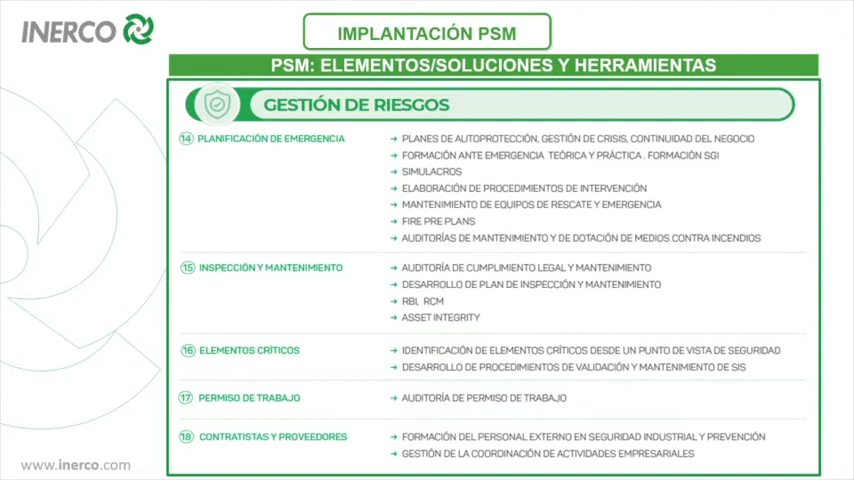 INERCO
IMPLANTACIÓN PSM
PSM: ELEMENTOS/SOLUCIONES Y HERRAMIENTAS
GESTIÓN DE RIESGOS
14 PLANIFICACIÓN DE EMERGENCIA
→ PLANES DE AUTOPROTECCIÓN, GESTIÓN DE CRISIS, CONTINUIDAD DEL NEGOCIO
→ FORMACIÓN ANTE EMERGENCIA TEÓRICA Y PRÁCTICA . FORMACIÓN SGI
→ SIMULACROS
→ ELABORACIÓN DE PROCEDIMIENTOS DE INTERVENCIÓN
→ MANTENIMIENTO DE EQUIPOS DE RESCATE Y EMERGENCIA
→ FIRE PRE PLANS
→ AUDITORÍAS DE MANTENIMIENTO Y DE DOTACIÓN DE MEDIOS CONTRA INCENDIOS
15 INSPECCIÓN Y MANTENIMIENTO
→ AUDITORÍA DE CUMPLIMIENTO LEGAL Y MANTENIMIENTO
→ DESARROLLO DE PLAN DE INSPECCIÓN Y MANTENIMIENTO
→ RBI, RCM
→ ASSET INTEGRITY
16 ELEMENTOS CRÍTICOS
→ IDENTIFICACIÓN DE ELEMENTOS CRÍTICOS DESDE UN PUNTO DE VISTA DE SEGURIDAD
→ DESARROLLO DE PROCEDIMIENTOS DE VALIDACIÓN Y MANTENIMIENTO DE SIS
17 PERMISO DE TRABAJO
→ AUDITORÍA DE PERMISO DE TRABAJO
18 CONTRATISTAS Y PROVEEDORES
→ FORMACIÓN DEL PERSONAL EXTERNO EN SEGURIDAD INDUSTRIAL Y PREVENCIÓN
→ GESTIÓN DE LA COORDINACIÓN DE ACTIVIDADES EMPRESARIALES
www.inerco.com